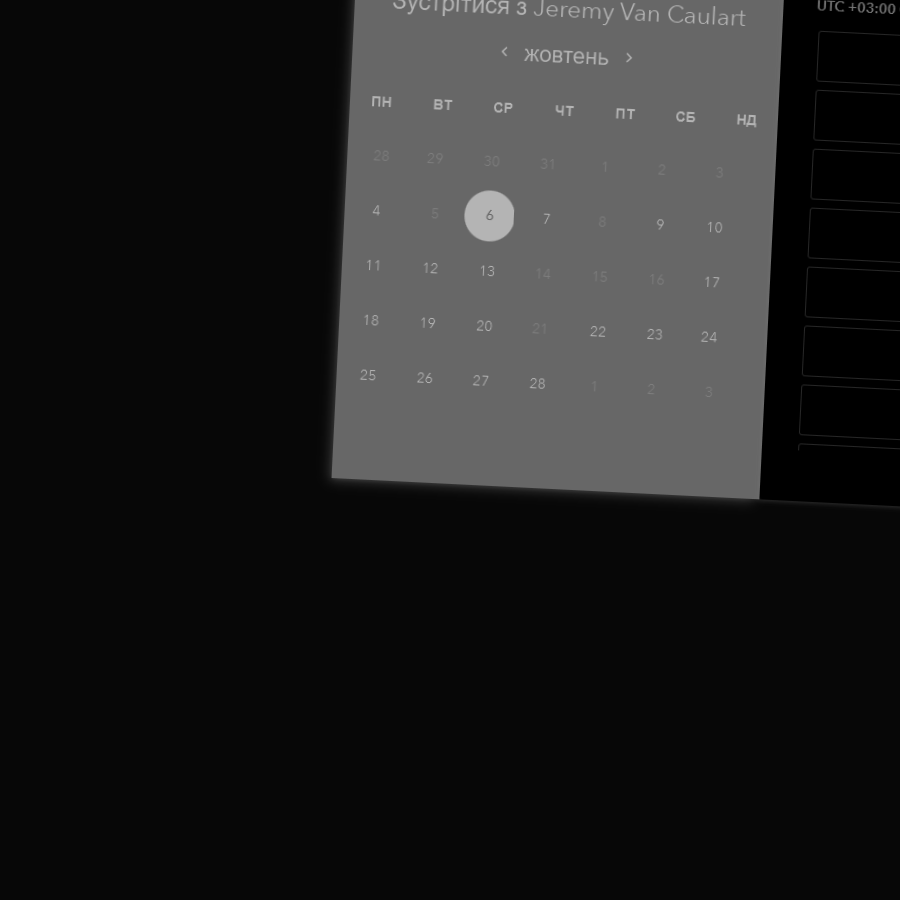 Зустрітися з Jeremy Van Caulart
‹ жовтень ›
ПН ВТ СР ЧТ ПТ СБ НД
28 29 30 31 1 2 3
4 5 6 7 8 9 10
11 12 13 14 15 16 17
18 19 20 21 22 23 24
25 26 27 28 1 2 3
UTC +03:00